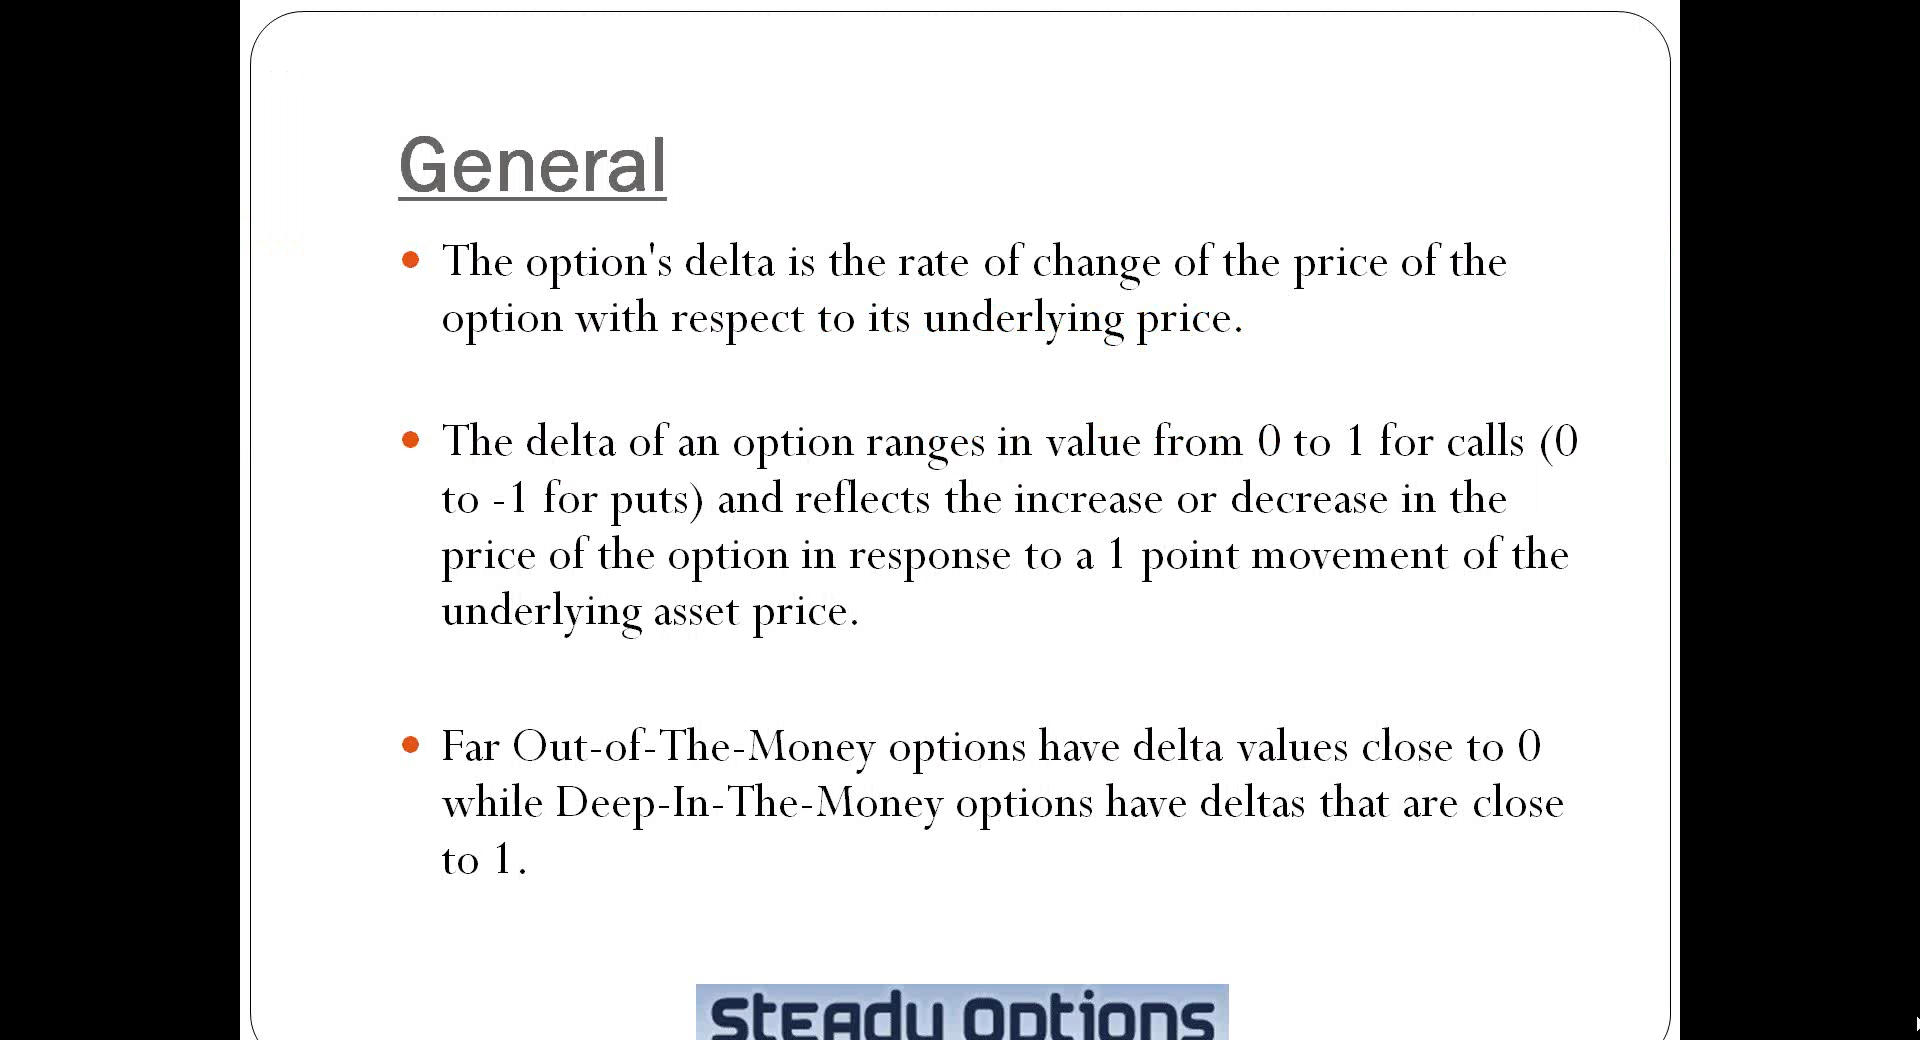 General
The option's delta is the rate of change of the price of the
option with respect to its underlying price.
The delta of an option ranges in value from 0 to 1 for calls (0
to -1 for puts) and reflects the increase or decrease in the
price of the option in response to a 1 point movement of the
underlying asset price.
Far Out-of-The-Money options have delta values close to 0
while Deep-In-The-Money options have deltas that are close
to 1.
Steady Options